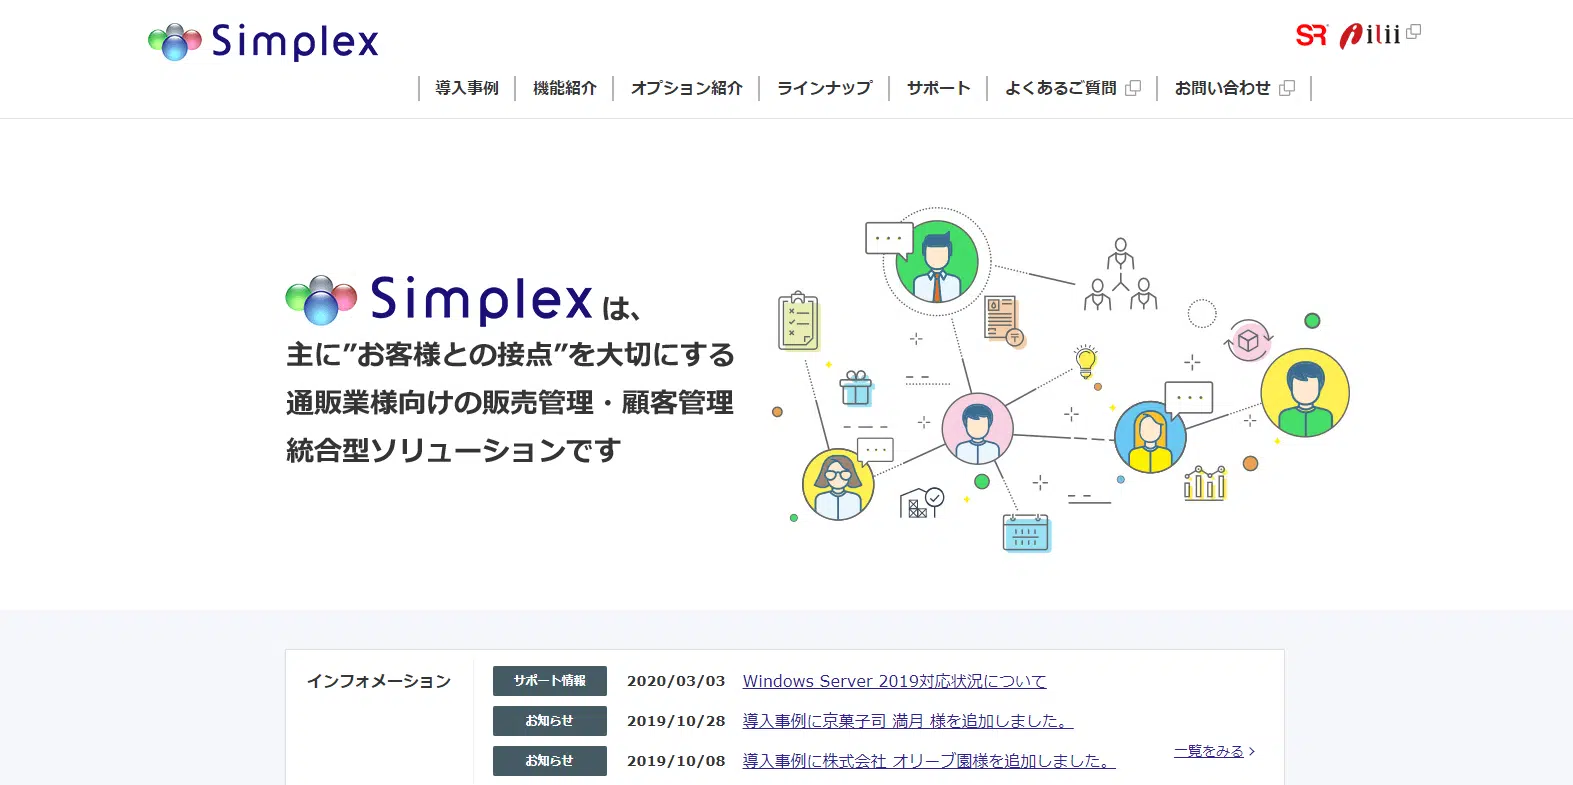 Simplex
SR ilii
導入事例
機能紹介
オプション紹介
ラインナップ
サポート
よくあるご質問
お問い合わせ
Simplex は、
主に”お客様との接点”を大切にする
通販業様向けの販売管理・顧客管理
統合型ソリューションです
インフォメーション
サポート情報 2020/03/03 Windows Server 2019対応状況について
お知らせ 2019/10/28 導入事例に京菓子司 満月 様を追加しました。
お知らせ 2019/10/08 導入事例に株式会社 オリーブ園様を追加しました。
一覧をみる